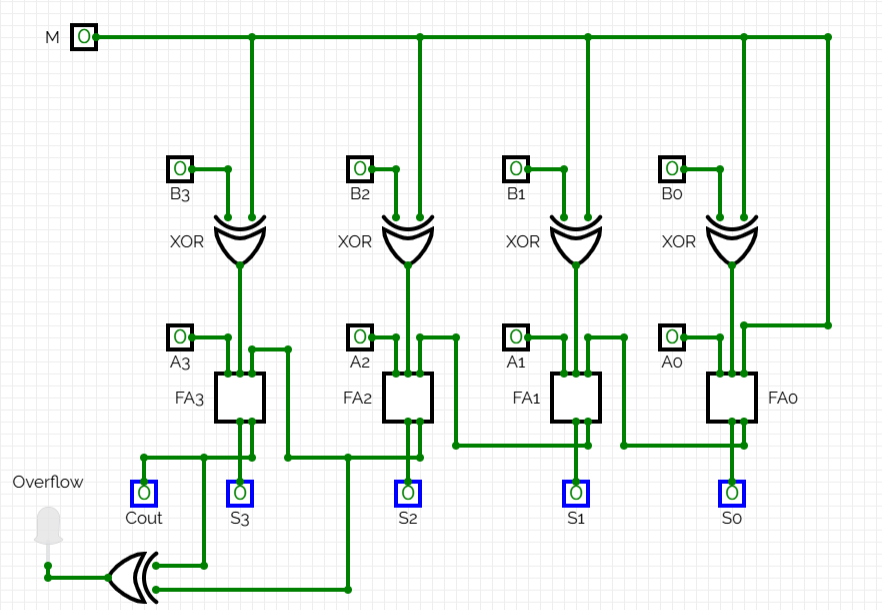 M 0
0 0 0 0
B3 B2 B1 B0
XOR XOR XOR XOR
0 0 0 0
A3 A2 A1 A0
FA3 FA2 FA1 FA0
Overflow
0 0 0 0 0
Cout S3 S2 S1 S0